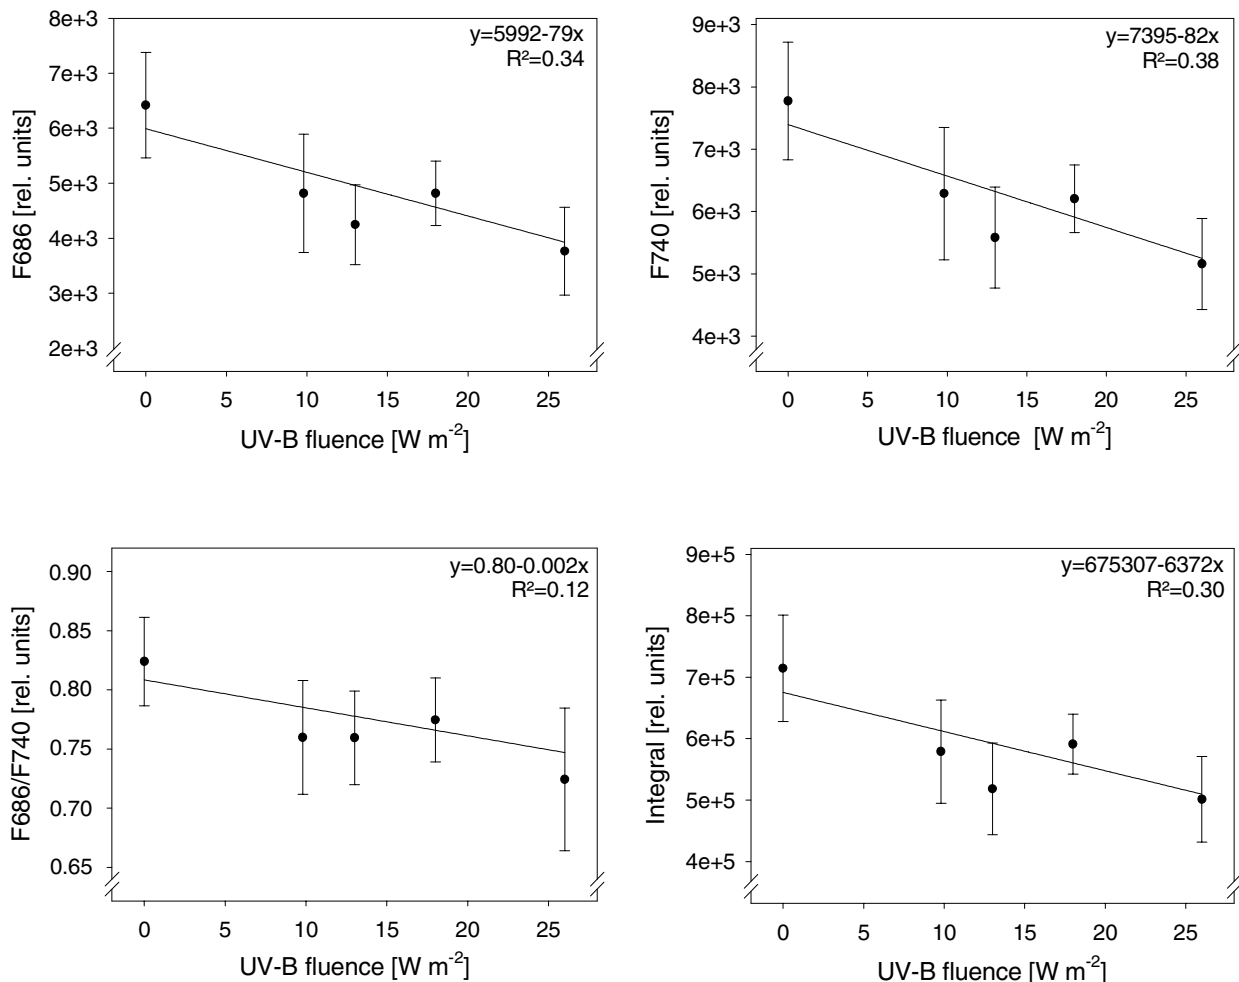 y=5992-79x
R²=0.34
8e+3
7e+3
6e+3
5e+3
4e+3
3e+3
2e+3
F686 [rel. units]
0 5 10 15 20 25
UV-B fluence [W m-2]
y=7395-82x
R²=0.38
9e+3
8e+3
7e+3
6e+3
5e+3
4e+3
F740 [rel. units]
0 5 10 15 20 25
UV-B fluence [W m-2]
y=0.80-0.002x
R²=0.12
0.90
0.85
0.80
0.75
0.70
0.65
F686/F740 [rel. units]
0 5 10 15 20 25
UV-B fluence [W m-2]
y=675307-6372x
R²=0.30
9e+5
8e+5
7e+5
6e+5
5e+5
4e+5
Integral [rel. units]
0 5 10 15 20 25
UV-B fluence [W m-2]